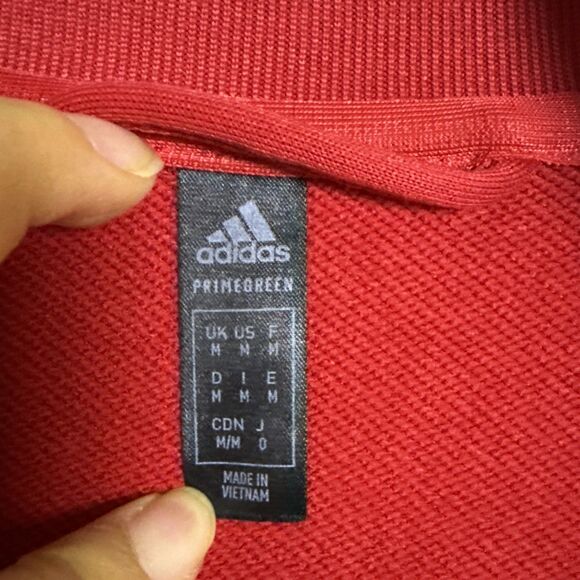 adidas
PRIMEGREEN
UK US F
M M M
D I E
M M M
CDN J
M/M O
MADE IN
VIETNAM